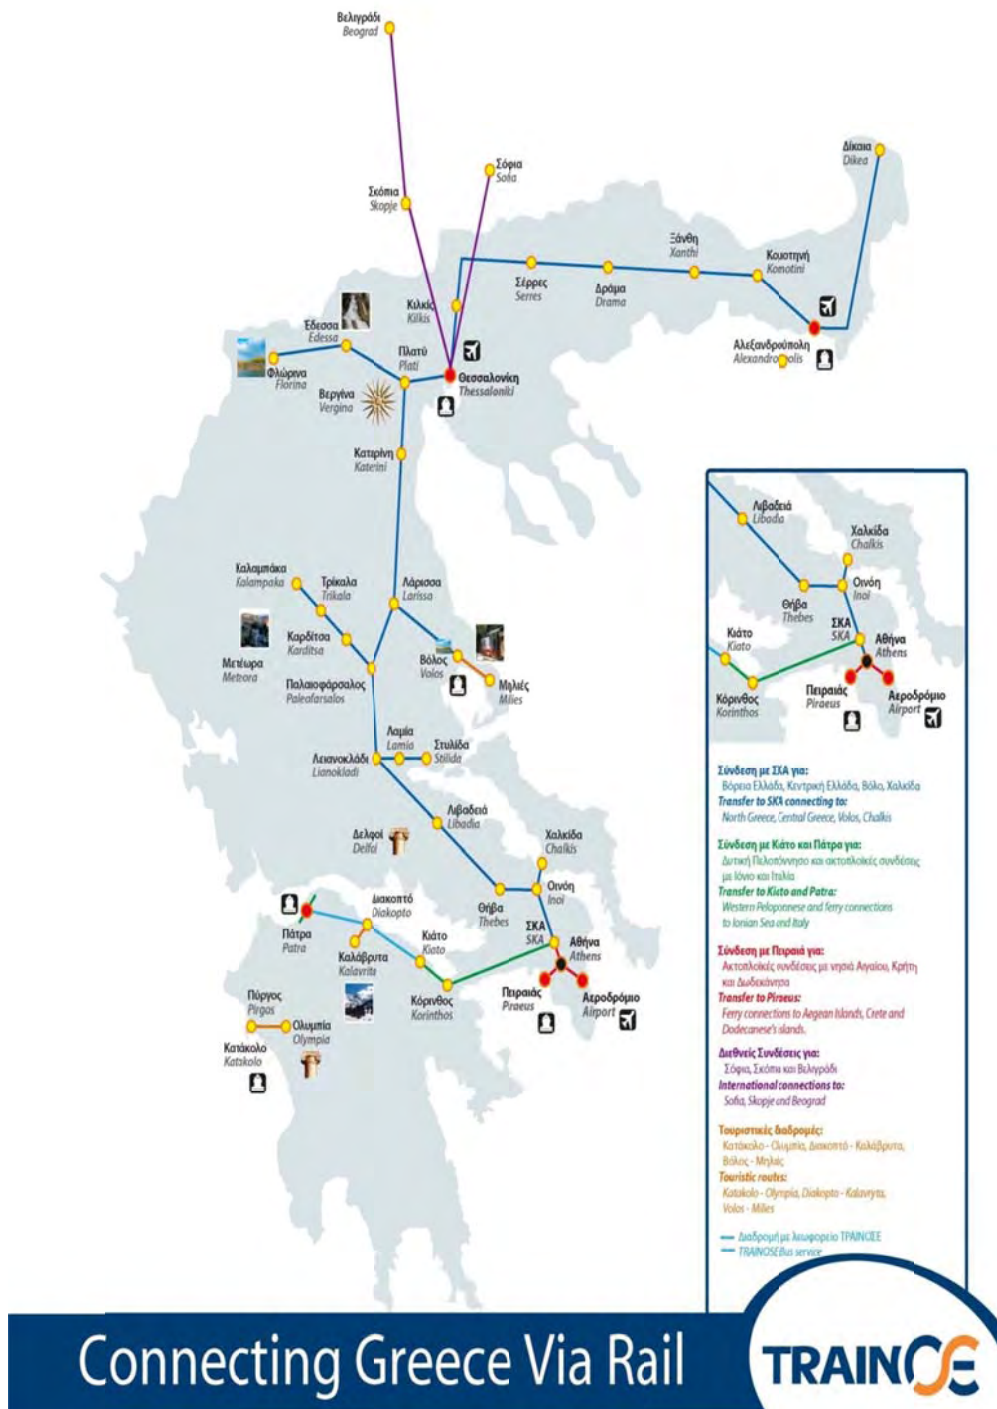 Βελιγράδι
Beograd
Σόφια
Sofia
Δίκαια
Dikea
Σκόπια
Skopje
Ξάνθη
Xanthi
Κομοτηνή
Komotini
Σέρρες
Serres
Δράμα
Drama
Κιλκίς
Kilkis
Έδεσσα
Edessa
Πλατύ
Plati
Φλώρινα
Florina
Θεσσαλονίκη
Thessaloniki
Αλεξανδρούπολη
Βεργίνα
Vergina
Κατερίνη
Katerini
Καλαμπάκα
Kalampaka
Τρίκαλα
Trikala
Λάρισσα
Larissa
Καρδίτσα
Karditsa
Μετέωρα
Meteora
Βόλος
Volos
Παλαιοφάρσαλος
Paleofarsalos
Μηλιές
Milies
Λαμία
Lamia
Στυλίδα
Stilida
Λειανοκλάδι
Lianokladi
Λιβαδειά
Libadia
Δελφοί
Delfoi
Χαλκίδα
Chalkis
Οινόη
Inoi
Θήβα
Thebes
Διακοπτό
Diakopto
Πάτρα
Patra
Κιάτο
Kiato
Καλάβρυτα
Kalavrita
ΣΚΑ
SKA
Αθήνα
Athens
Κόρινθος
Korinthos
Πειραιάς
Praeus
Αεροδρόμιο
Airport
Πύργος
Pirgos
Ολυμπία
Olympia
Κατάκολο
Katakolo
Λιβαδειά
Libada
Χαλκίδα
Chalkis
Οινόη
Inoi
Θήβα
Thebes
ΣΚΑ
SKA
Αθήνα
Athens
Κιάτο
Kiato
Κόρινθος
Korinthos
Πειραιάς
Piraeus
Αεροδρόμιο
Airport
Σύνδεση με ΣΚΑ για:
Βόρεια Ελλάδα, Κεντρική Ελλάδα, Βόλο, Χαλκίδα
Transfer to SKA connecting to:
North Greece, Central Greece, Volos, Chalkis
Σύνδεση με Κάτο και Πάτρα για:
Δυτική Πελοπόννησο και ακτοπλοϊκές συνδέσεις
με Ιόνιο και Ιταλία
Transfer to Kiato and Patra:
Western Peloponnese and ferry connections
to Ionian Sea and Italy
Σύνδεση με Πειραιά για:
Ακτοπλοϊκές συνδέσεις με νησιά Αιγαίου, Κρήτη
και Δωδεκάνησα
Transfer to Piraeus:
Ferry connections to Aegean Islands, Crete and
Dodecanese's islands.
Διεθνείς Συνδέσεις για:
Σόφια, Σκόπια και Βελιγράδι
International connections to:
Sofia, Skopje and Beograd
Τουριστικές διαδρομές:
Κατάκολο - Ολυμπία, Διακοπτό - Καλάβρυτα,
Βόλος - Μηλιές
Touristic routes:
Katakolo - Olympia, Diakopto - Kalavryta,
Volos - Milies
Διαδρομή με λεωφορείο ΤΡΑΙΝΟΣΕ
TRAINOSE Bus service
Connecting Greece Via Rail
TRAINOSE